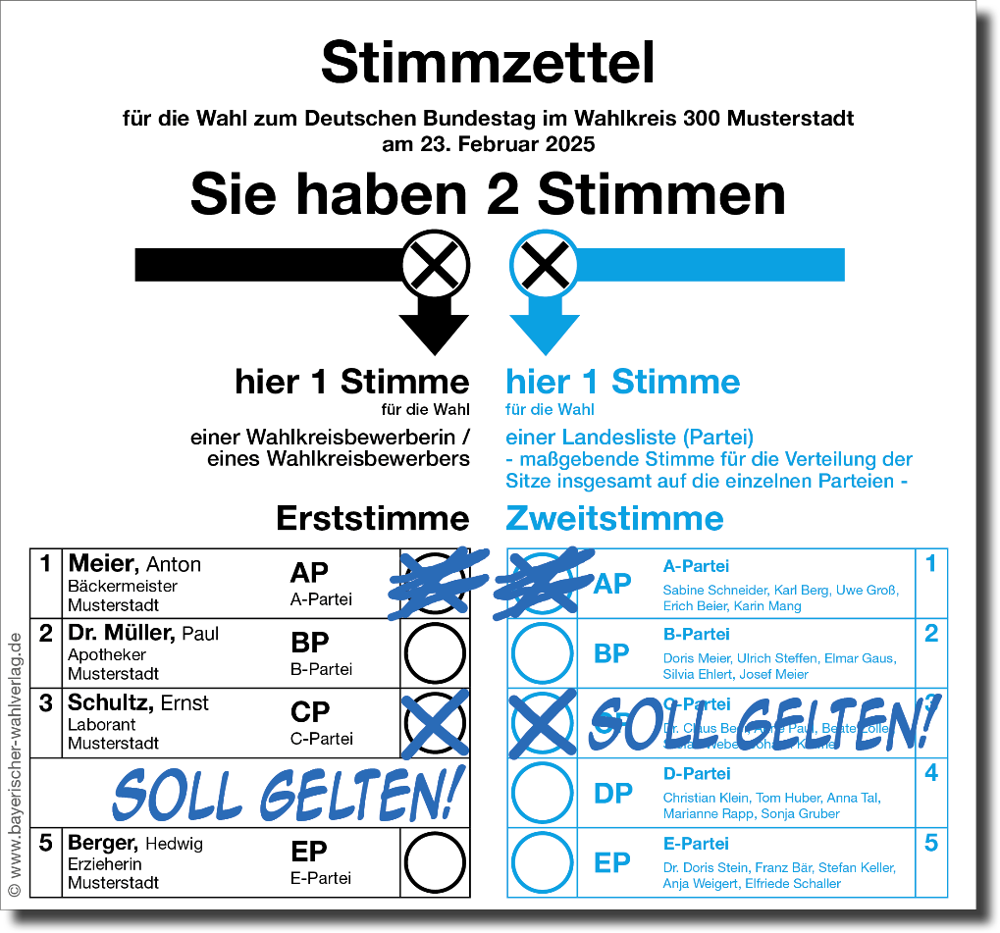 Stimmzettel
für die Wahl zum Deutschen Bundestag im Wahlkreis 300 Musterstadt
am 23. Februar 2025
Sie haben 2 Stimmen
hier 1 Stimme
für die Wahl
einer Wahlkreisbewerberin /
eines Wahlkreisbewerbers
Erststimme
hier 1 Stimme
für die Wahl
einer Landesliste (Partei)
- maßgebende Stimme für die Verteilung der
Sitze insgesamt auf die einzelnen Parteien -
Zweitstimme
1 Meier, Anton
Bäckermeister
Musterstadt
AP
A-Partei
2 Dr. Müller, Paul
Apotheker
Musterstadt
BP
B-Partei
3 Schultz, Ernst
Laborant
Musterstadt
CP
C-Partei
SOLL GELTEN!
5 Berger, Hedwig
Erzieherin
Musterstadt
EP
E-Partei
AP
A-Partei 1
Sabine Schneider, Karl Berg, Uwe Groß,
Erich Beier, Karin Mang
BP
B-Partei 2
Doris Meier, Ulrich Steffen, Elmar Gaus,
Silvia Ehlert, Josef Meier
CP
C-Partei 3
Dr. Claus Paul, Beate
SOLL GELTEN!
DP
D-Partei 4
Christian Klein, Tom Huber, Anna Tal,
Marianne Rapp, Sonja Gruber
EP
E-Partei 5
Dr. Doris Stein, Franz Bär, Stefan Keller,
Anja Weigert, Elfriede Schaller
© www.bayerischer-wahlverlag.de